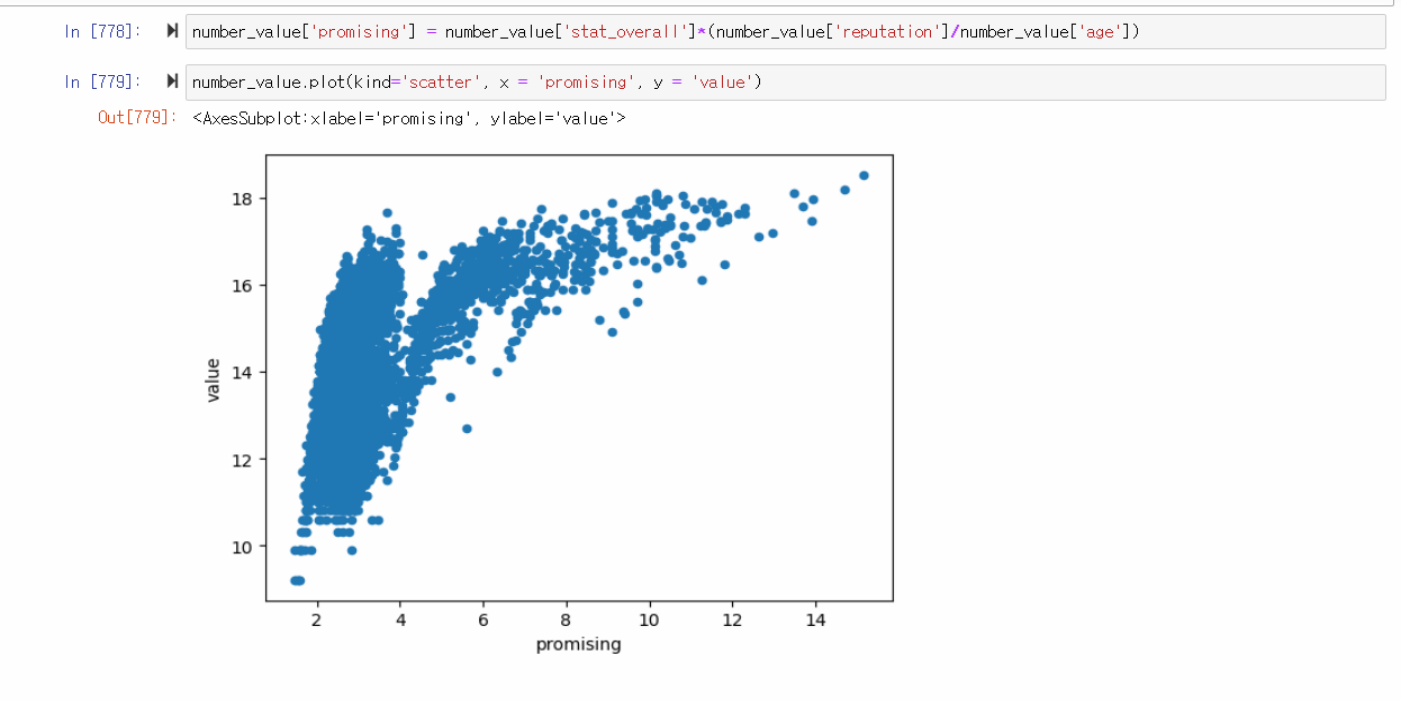 In [778]: number_value['promising'] = number_value['stat_overall']*(number_value['reputation']/number_value['age'])
In [779]: number_value.plot(kind='scatter', x = 'promising', y = 'value')
Out[779]: <AxesSubplot:xlabel='promising', ylabel='value'>
18
16
14
12
10
value
2 4 6 8 10 12 14
promising